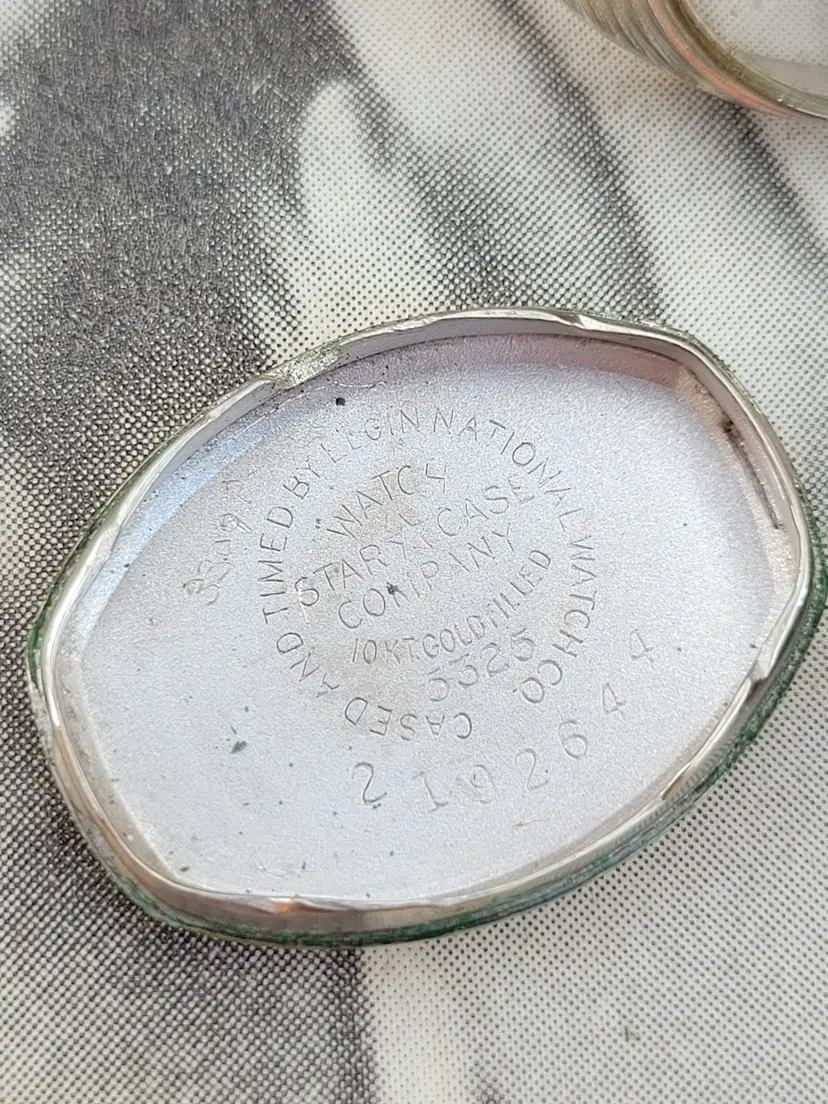 CASED AND TIMED BY ELGIN NATIONAL WATCH CO.
WATCH
STAR CASE
COMPANY
10 KT. GOLD FILLED
5325
2192644